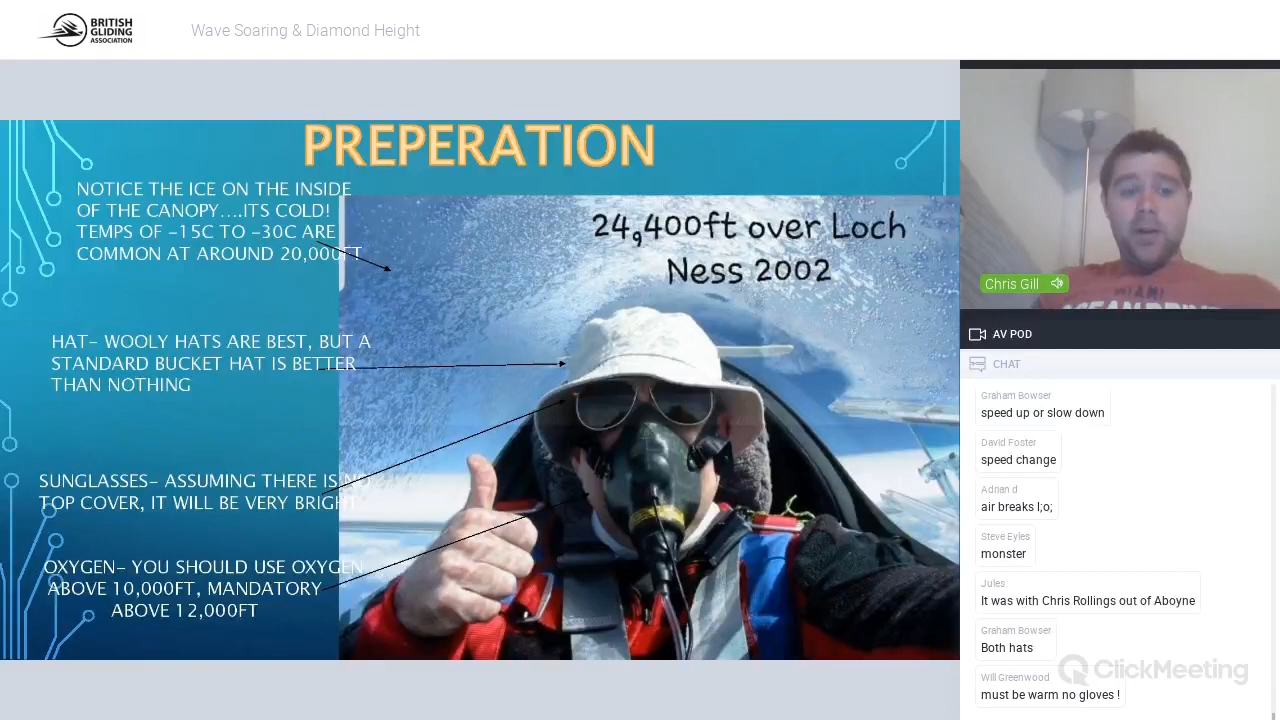 BRITISH
GLIDING
ASSOCIATION
Wave Soaring & Diamond Height
PREPERATION
NOTICE THE ICE ON THE INSIDE
OF THE CANOPY....ITS COLD!
TEMPS OF -15C TO -30C ARE
COMMON AT AROUND 20,000FT
24,400ft over Loch
Ness 2002
HAT- WOOLY HATS ARE BEST, BUT A
STANDARD BUCKET HAT IS BETTER
THAN NOTHING
SUNGLASSES- ASSUMING THERE IS NO
TOP COVER, IT WILL BE VERY BRIGHT
OXYGEN- YOU SHOULD USE OXYGEN
ABOVE 10,000FT, MANDATORY
ABOVE 12,000FT
Chris Gill
MIAMI
AV POD
CHAT
Graham Bowser
speed up or slow down
David Foster
speed change
Adrian d
air breaks l;o;
Steve Eyles
monster
Jules
It was with Chris Rollings out of Aboyne
Graham Bowser
Both hats
Will Greenwood
must be warm no gloves !
ClickMeeting